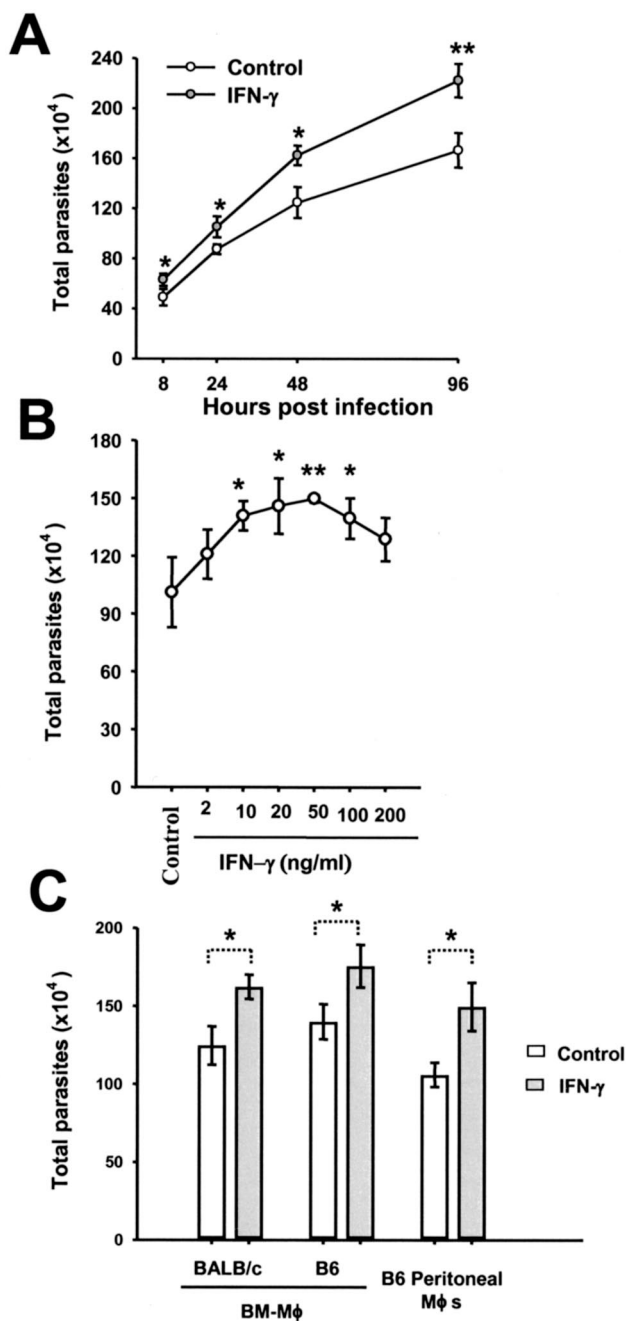 A
Control
IFN-γ
Total parasites (x10⁴)
240
200
160
120
80
40
0
*
*
*
**
8 24 48 96
Hours post infection
B
Total parasites (x10⁴)
180
150
120
90
60
30
0
* * ** *
Control 2 10 20 50 100 200
IFN-γ (ng/ml)
C
Total parasites (x10⁴)
200
150
100
50
0
* * *
Control
IFN-γ
BALB/c B6 B6 Peritoneal
BM-Mϕ Mϕ s